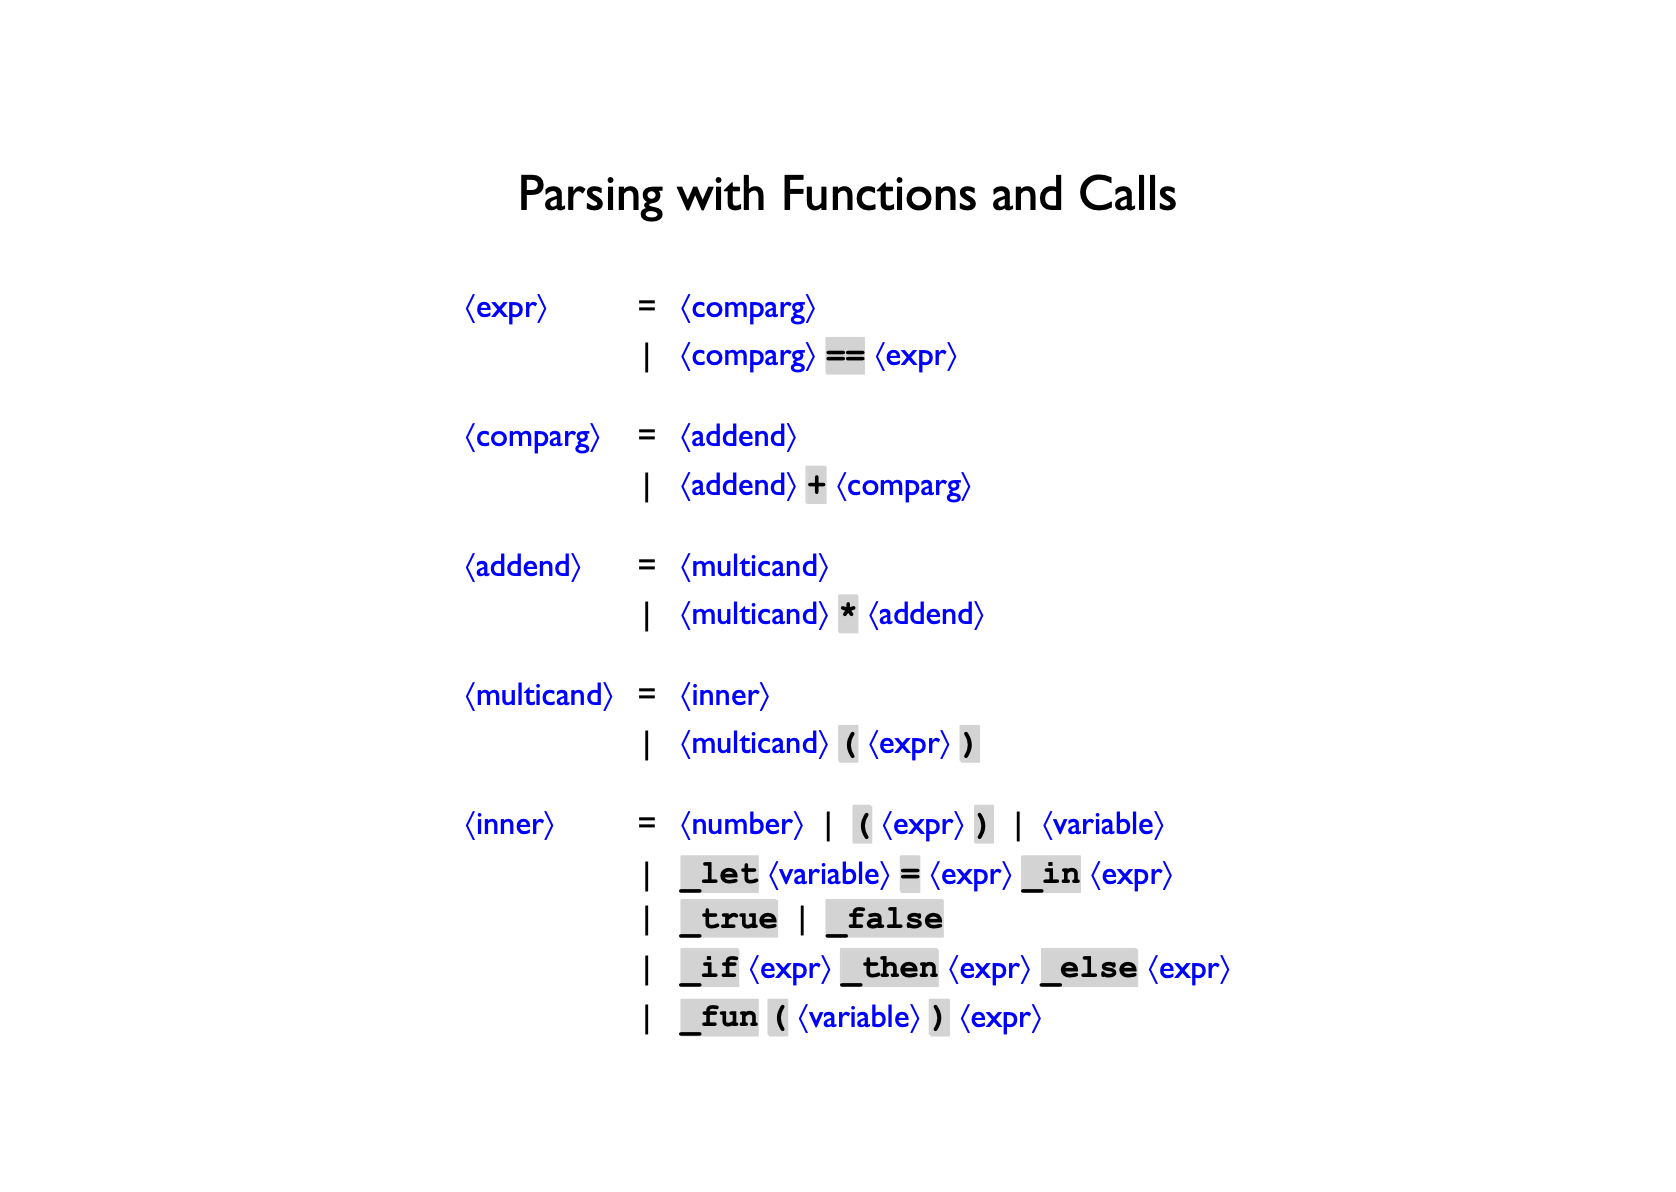 Parsing with Functions and Calls
⟨expr⟩ = ⟨comparg⟩
| ⟨comparg⟩ == ⟨expr⟩
⟨comparg⟩ = ⟨addend⟩
| ⟨addend⟩ + ⟨comparg⟩
⟨addend⟩ = ⟨multicand⟩
| ⟨multicand⟩ * ⟨addend⟩
⟨multicand⟩ = ⟨inner⟩
| ⟨multicand⟩ ( ⟨expr⟩ )
⟨inner⟩ = ⟨number⟩ | ( ⟨expr⟩ ) | ⟨variable⟩
| _let ⟨variable⟩ = ⟨expr⟩ _in ⟨expr⟩
| _true | _false
| _if ⟨expr⟩ _then ⟨expr⟩ _else ⟨expr⟩
| _fun ( ⟨variable⟩ ) ⟨expr⟩